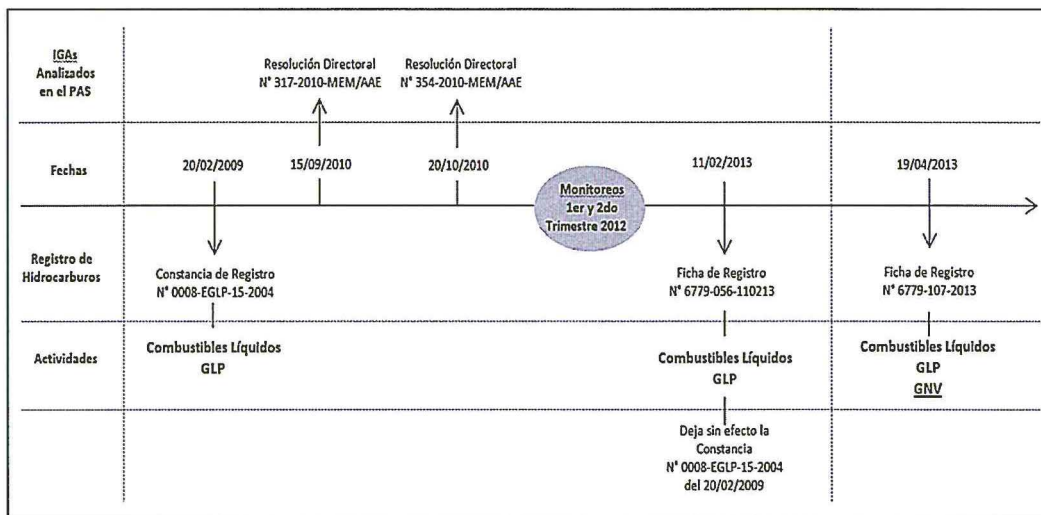 IGAs
Analizados
en el PAS
Resolución Directoral
N° 317-2010-MEM/AAE
Resolución Directoral
N° 354-2010-MEM/AAE
Fechas
20/02/2009
15/09/2010
20/10/2010
11/02/2013
19/04/2013
Monitoreos
1er y 2do
Trimestre 2012
Registro de
Hidrocarburos
Constancia de Registro
N° 0008-EGLP-15-2004
Ficha de Registro
N° 6779-056-110213
Ficha de Registro
N° 6779-107-2013
Actividades
Combustibles Líquidos
GLP
Combustibles Líquidos
GLP
Combustibles Líquidos
GLP
GNV
Deja sin efecto la
Constancia
N° 0008-EGLP-15-2004
del 20/02/2009